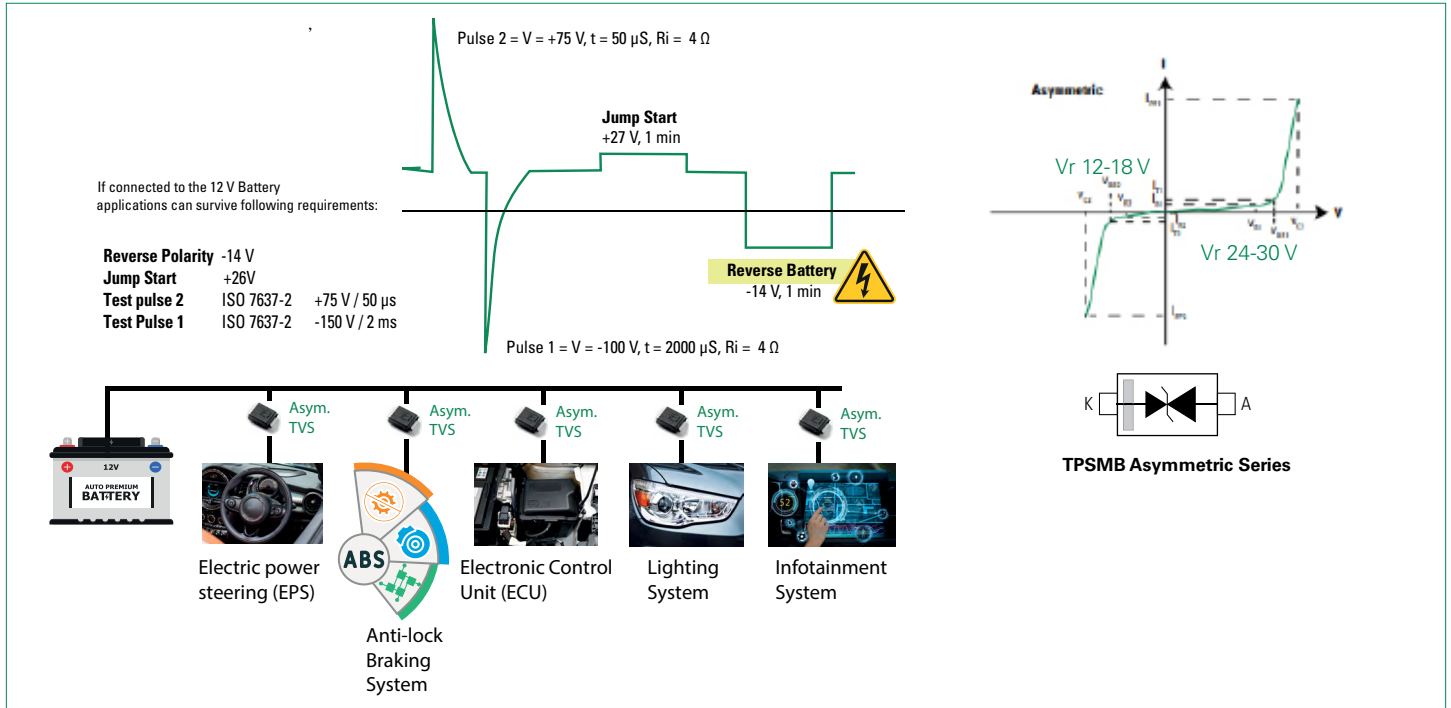 ,
Pulse 2 = V = +75 V, t = 50 µS, Ri = 4 Ω
Jump Start
+27 V, 1 min
If connected to the 12 V Battery
applications can survive following requirements:
Reverse Polarity -14 V
Jump Start +26V
Test pulse 2 ISO 7637-2 +75 V / 50 µs
Test Pulse 1 ISO 7637-2 -150 V / 2 ms
Reverse Battery
-14 V, 1 min
Pulse 1 = V = -100 V, t = 2000 µS, Ri = 4 Ω
Asymmetric
I
V
Vr 12-18 V
Vr 24-30 V
K
A
TPSMB Asymmetric Series
Asym.
TVS
Asym.
TVS
Asym.
TVS
Asym.
TVS
Asym.
TVS
12V
AUTO PREMIUM
BATTERY
ABS
52
Electric power
steering (EPS)
Anti-lock
Braking
System
Electronic Control
Unit (ECU)
Lighting
System
Infotainment
System